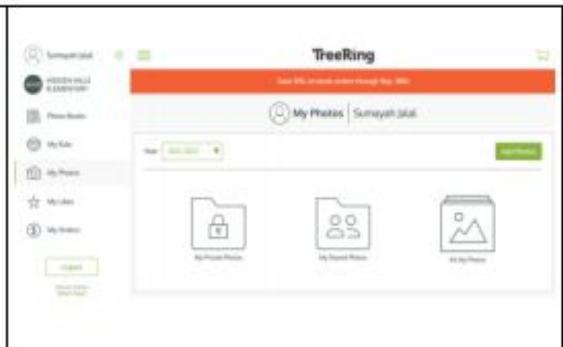 Sumayah Jalal
HIDDEN HILLS
ELEMENTARY
Photo Books
My Kids
My Photos
My Likes
My Orders
Logout
TreeRing
My Photos | Sumayah Jalal
Year
Add Photos
My Private Photos
My Shared Photos
All My Photos